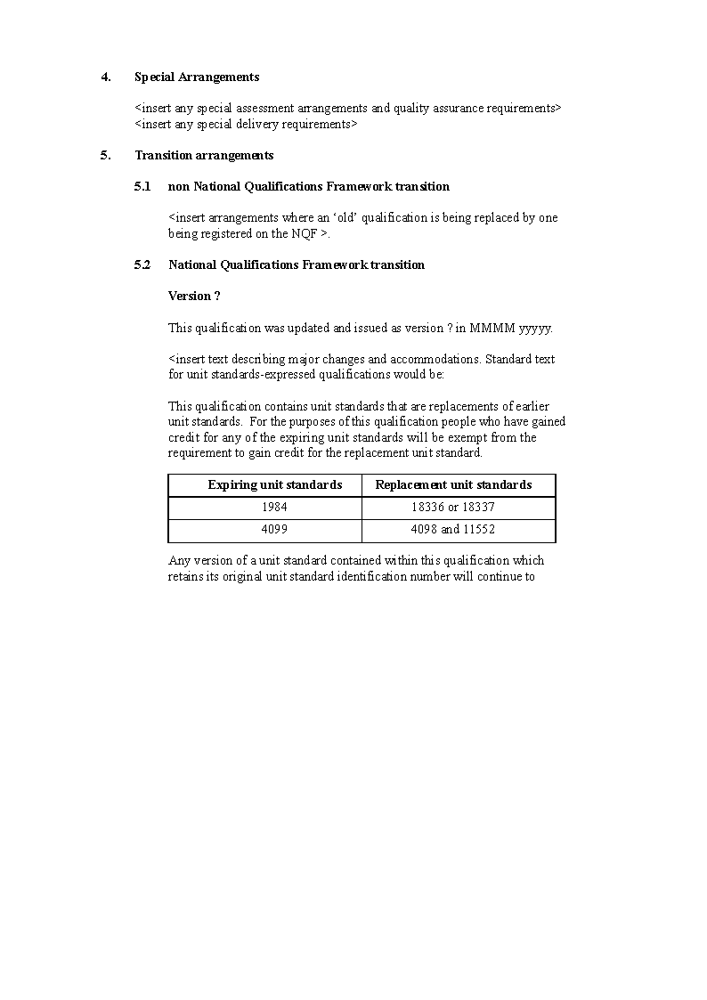 4. Special Arrangements
<insert any special assessment arrangements and quality assurance requirements>
<insert any special delivery requirements>
5. Transition arrangements
5.1 non National Qualifications Framework transition
<insert arrangements where an ‘old’ qualification is being replaced by one
being registered on the NQF >.
5.2 National Qualifications Framework transition
Version ?
This qualification was updated and issued as version ? in MMMM yyyyy.
<insert text describing major changes and accommodations. Standard text
for unit standards-expressed qualifications would be:
This qualification contains unit standards that are replacements of earlier
unit standards.  For the purposes of this qualification people who have gained
credit for any of the expiring unit standards will be exempt from the
requirement to gain credit for the replacement unit standard.
Expiring unit standards Replacement unit standards
1984 18336 or 18337
4099 4098 and 11552
Any version of a unit standard contained within this qualification which
retains its original unit standard identification number will continue to